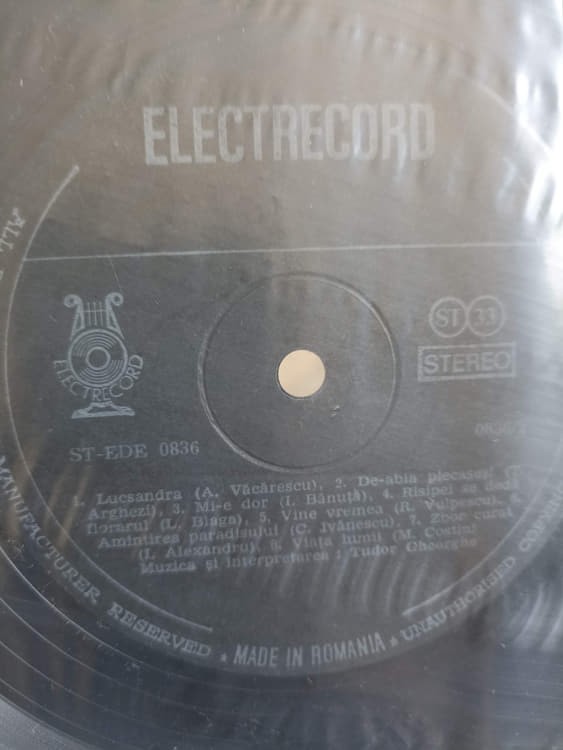 ELECTRECORD
ST 33
STEREO
ELECTRECORD
ST-EDE 0836
1. Lucsandra (A. Văcărescu), 2. De-abia plecaseși (T.
Arghezi), 3. Mi-e dor (I. Bănuță), 4. Risipei se dedă
florarul (L. Blaga), 5. Vine vremea (R. Vulpescu), 6.
Amintirea paradisului (C. Ivănescu), 7. Zbor curat
(I. Alexandru), 8. Viața lumii (M. Costin)
Muzica și interpretarea : Tudor Gheorghe
MANUFACTURER RESERVED ★ MADE IN ROMANIA ★ UNAUTHORISED
ALL